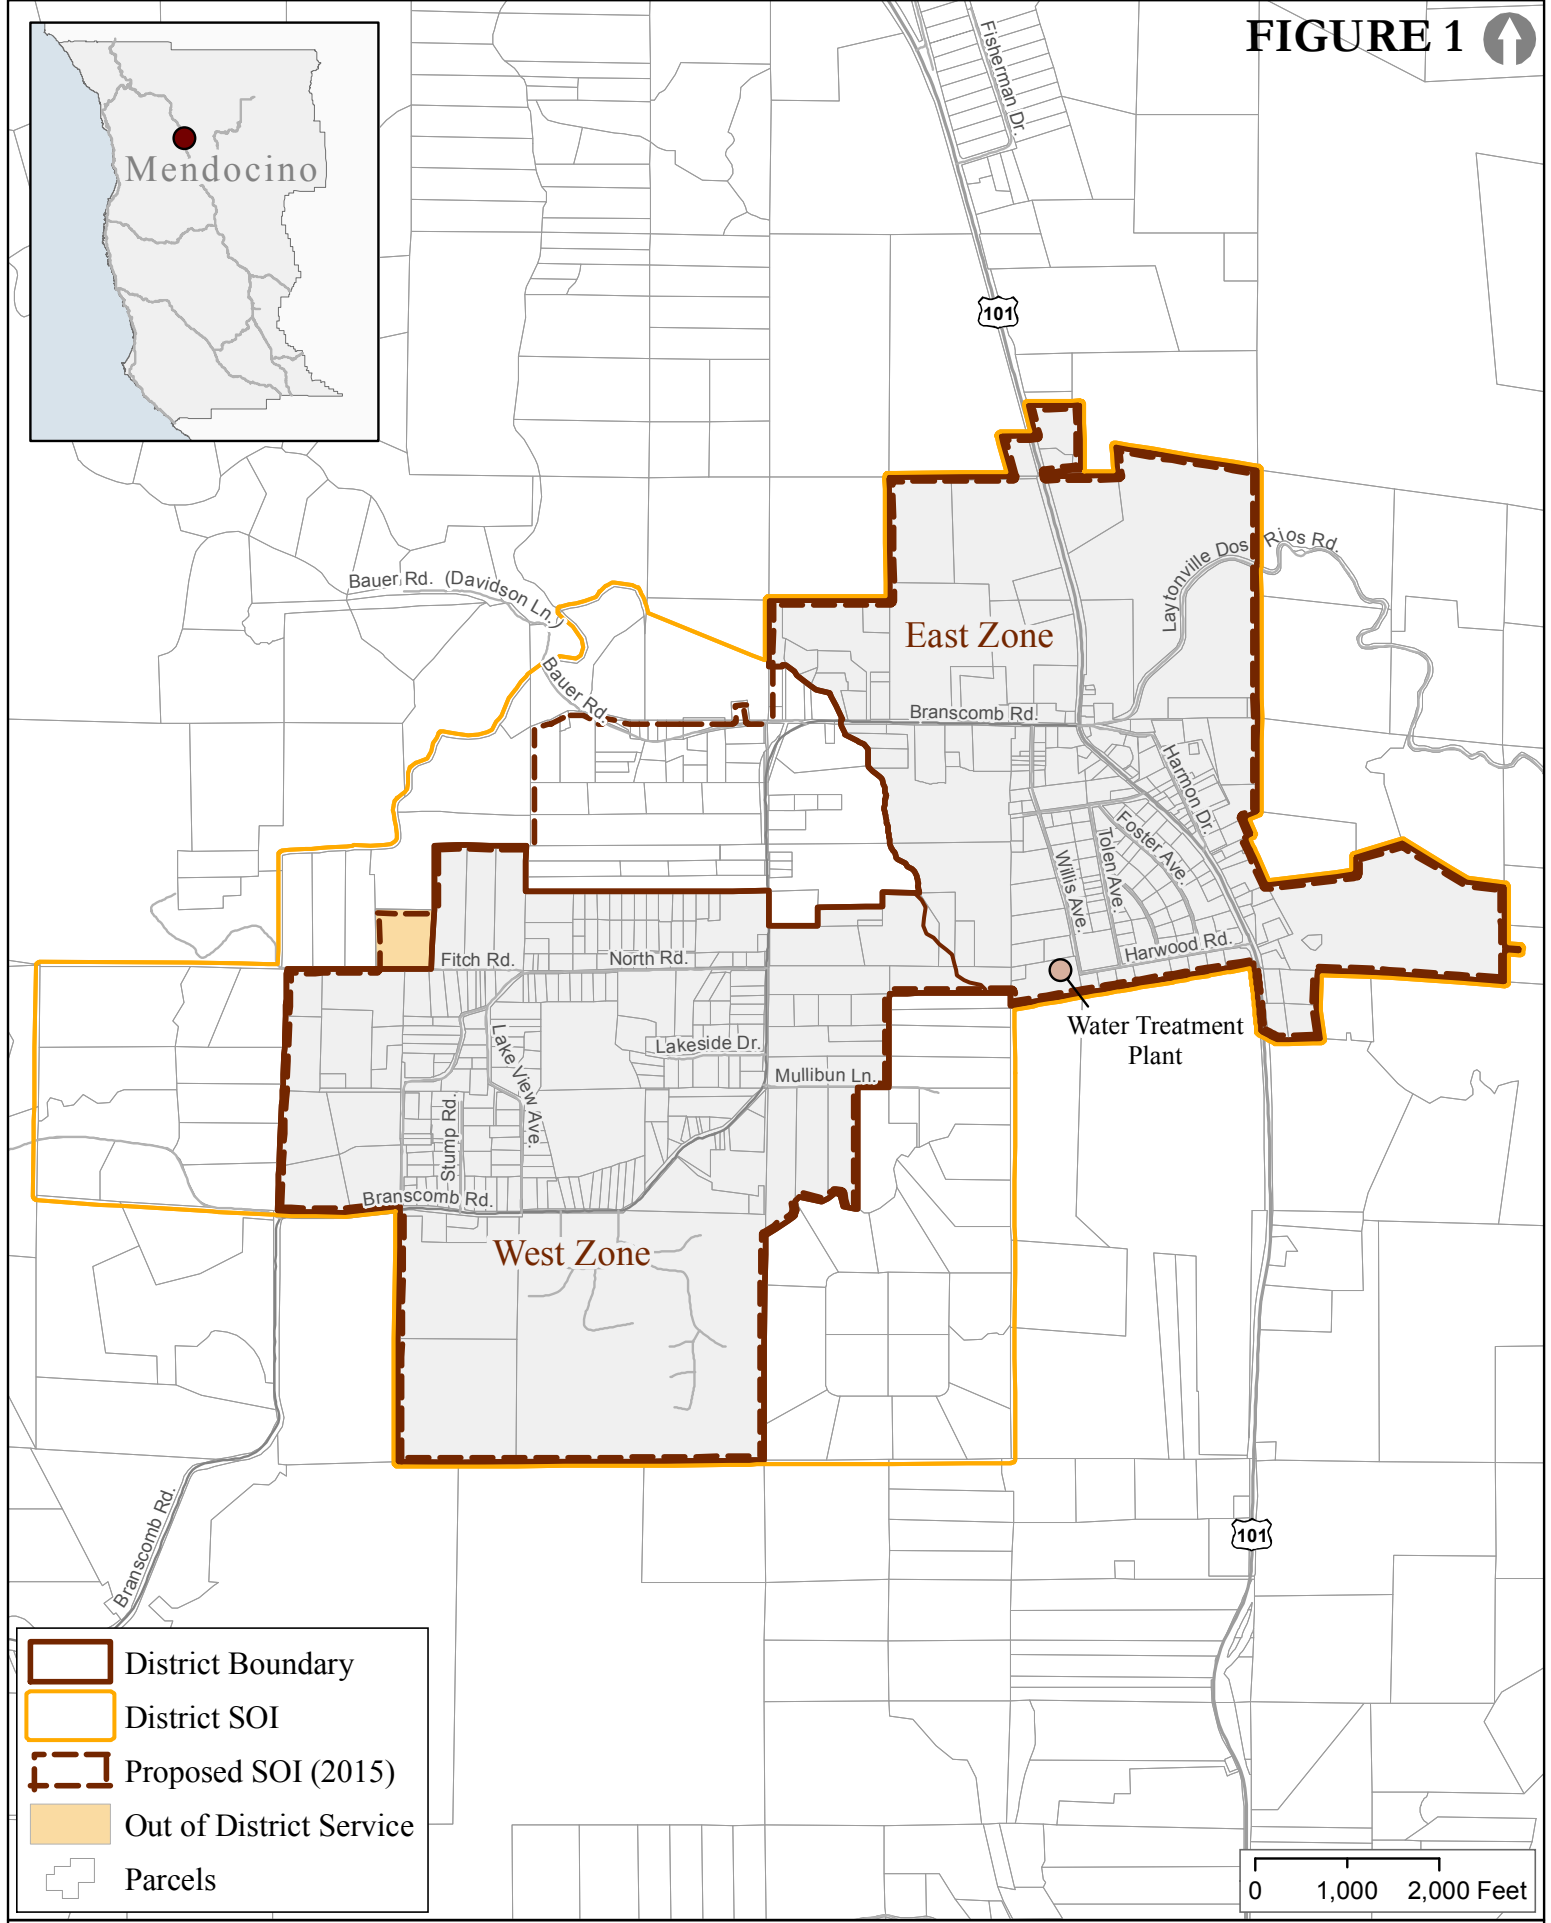 FIGURE 1
Mendocino
Fisherman Dr.
101
Laytonville Dos Rios Rd.
Bauer Rd. (Davidson Ln.)
East Zone
Bauer Rd.
Branscomb Rd.
Harmon Dr.
Foster Ave.
Tolen Ave.
Willis Ave.
Harwood Rd.
Fitch Rd.
North Rd.
Water Treatment
Plant
Lake View Ave.
Lakeside Dr.
Mullibun Ln.
Stump Rd.
Branscomb Rd.
West Zone
Branscomb Rd.
101
District Boundary
District SOI
Proposed SOI (2015)
Out of District Service
Parcels
0 1,000 2,000 Feet